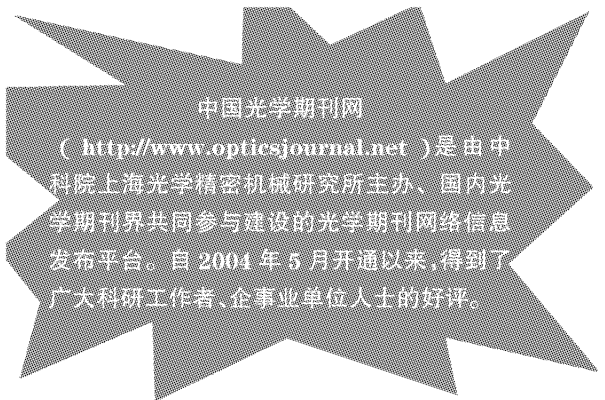 中国光学期刊网
( http://www.opticsjournal.net )是由中
科院上海光学精密机械研究所主办、国内光
学期刊界共同参与建设的光学期刊网络信息
发布平台。自 2004 年 5 月开通以来,得到了
广大科研工作者、企事业单位人士的好评。